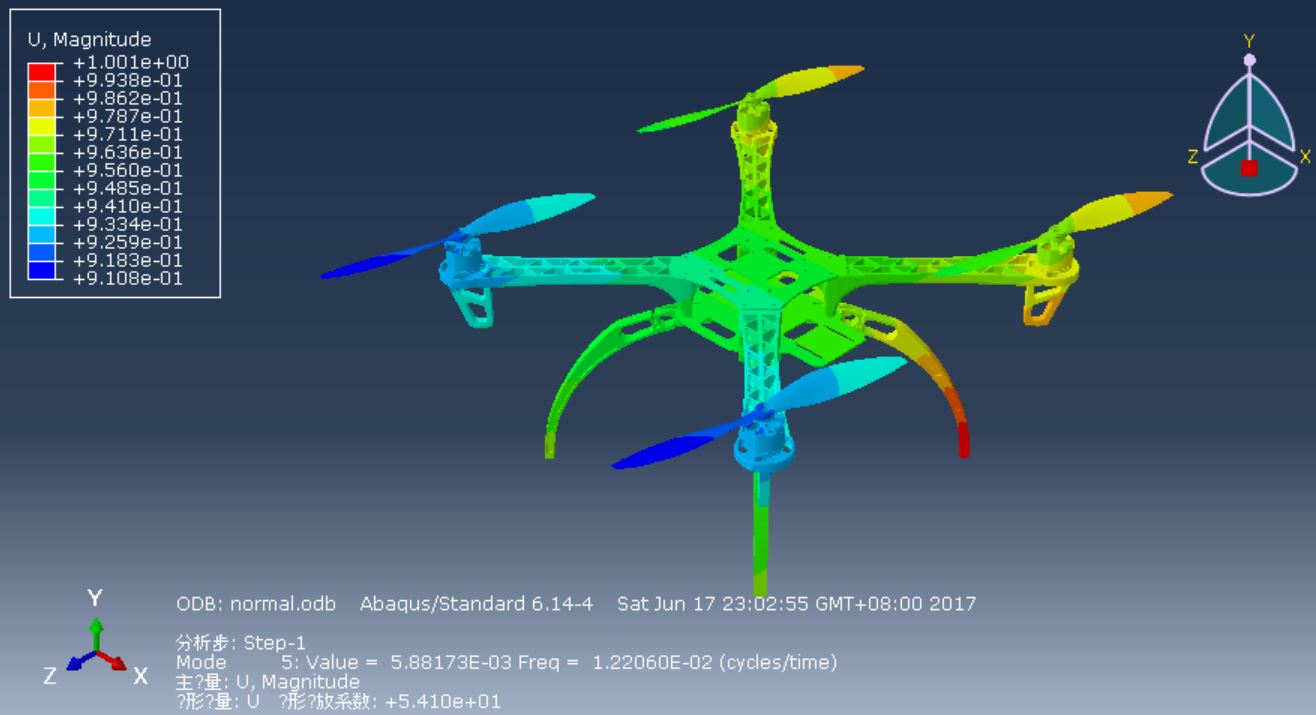 U, Magnitude
+1.001e+00
+9.938e-01
+9.862e-01
+9.787e-01
+9.711e-01
+9.636e-01
+9.560e-01
+9.485e-01
+9.410e-01
+9.334e-01
+9.259e-01
+9.183e-01
+9.108e-01
Y
Z X
Y
Z X
ODB: normal.odb Abaqus/Standard 6.14-4 Sat Jun 17 23:02:55 GMT+08:00 2017
分析步: Step-1
Mode 5: Value = 5.88173E-03 Freq = 1.22060E-02 (cycles/time)
主?量: U, Magnitude
?形?量: U ?形?放系数: +5.410e+01